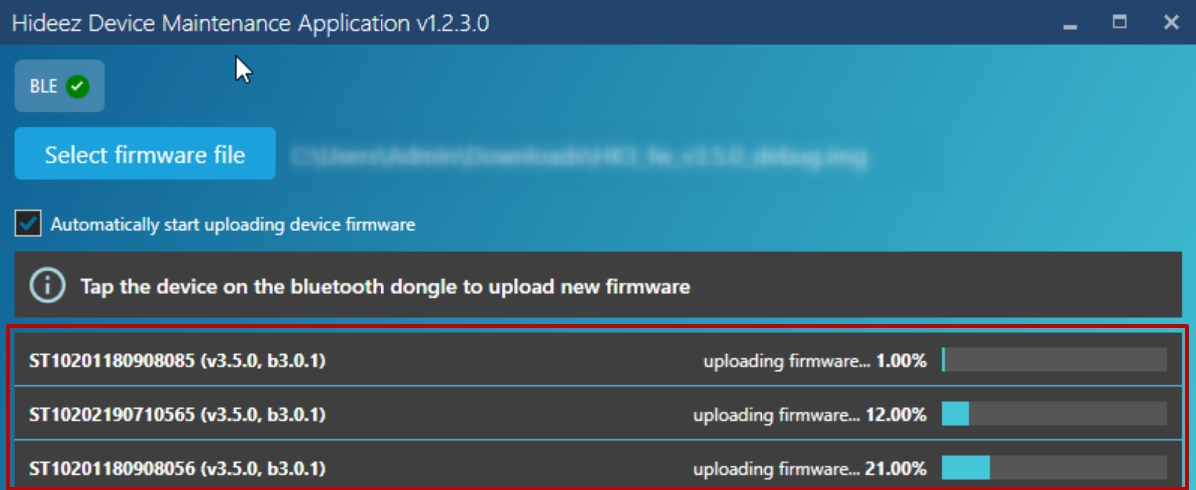 Hideez Device Maintenance Application v1.2.3.0
BLE
Select firmware file
Automatically start uploading device firmware
Tap the device on the bluetooth dongle to upload new firmware
ST10201180908085 (v3.5.0, b3.0.1) uploading firmware... 1.00%
ST10202190710565 (v3.5.0, b3.0.1) uploading firmware... 12.00%
ST10201180908056 (v3.5.0, b3.0.1) uploading firmware... 21.00%